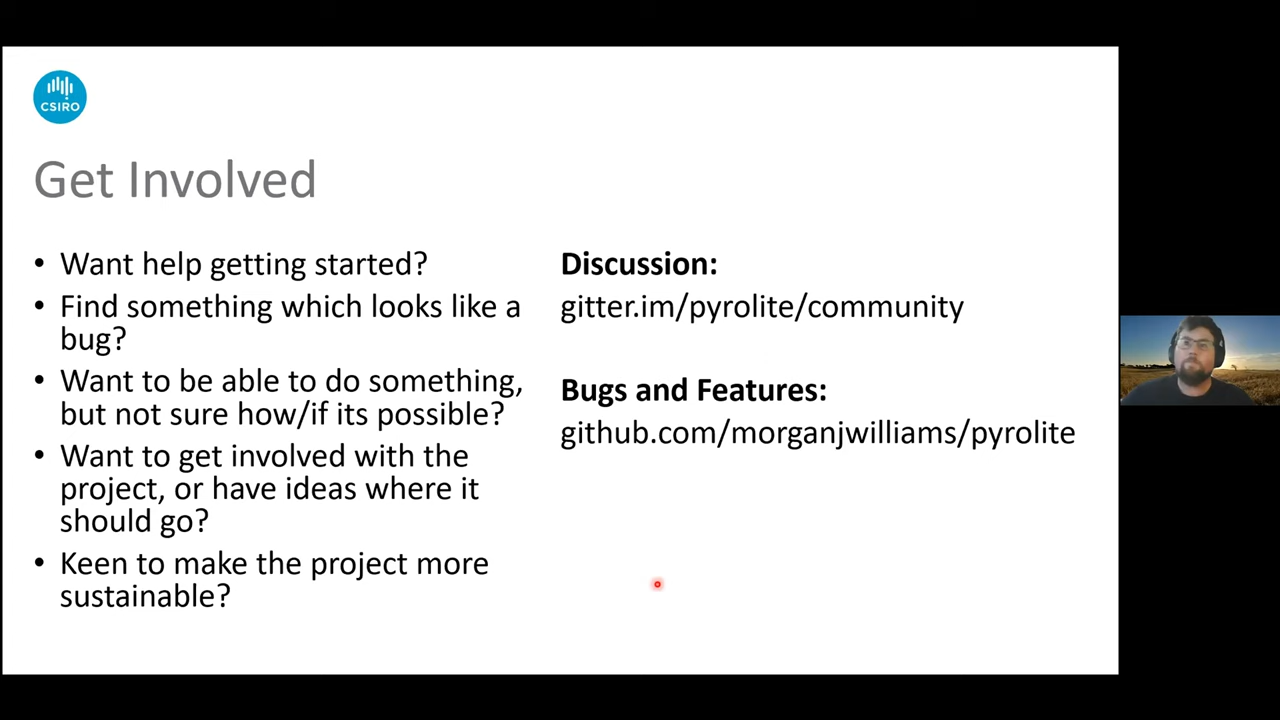 CSIRO
Get Involved
• Want help getting started?
• Find something which looks like a
bug?
• Want to be able to do something,
but not sure how/if its possible?
• Want to get involved with the
project, or have ideas where it
should go?
• Keen to make the project more
sustainable?
Discussion:
gitter.im/pyrolite/community
Bugs and Features:
github.com/morganjwilliams/pyrolite